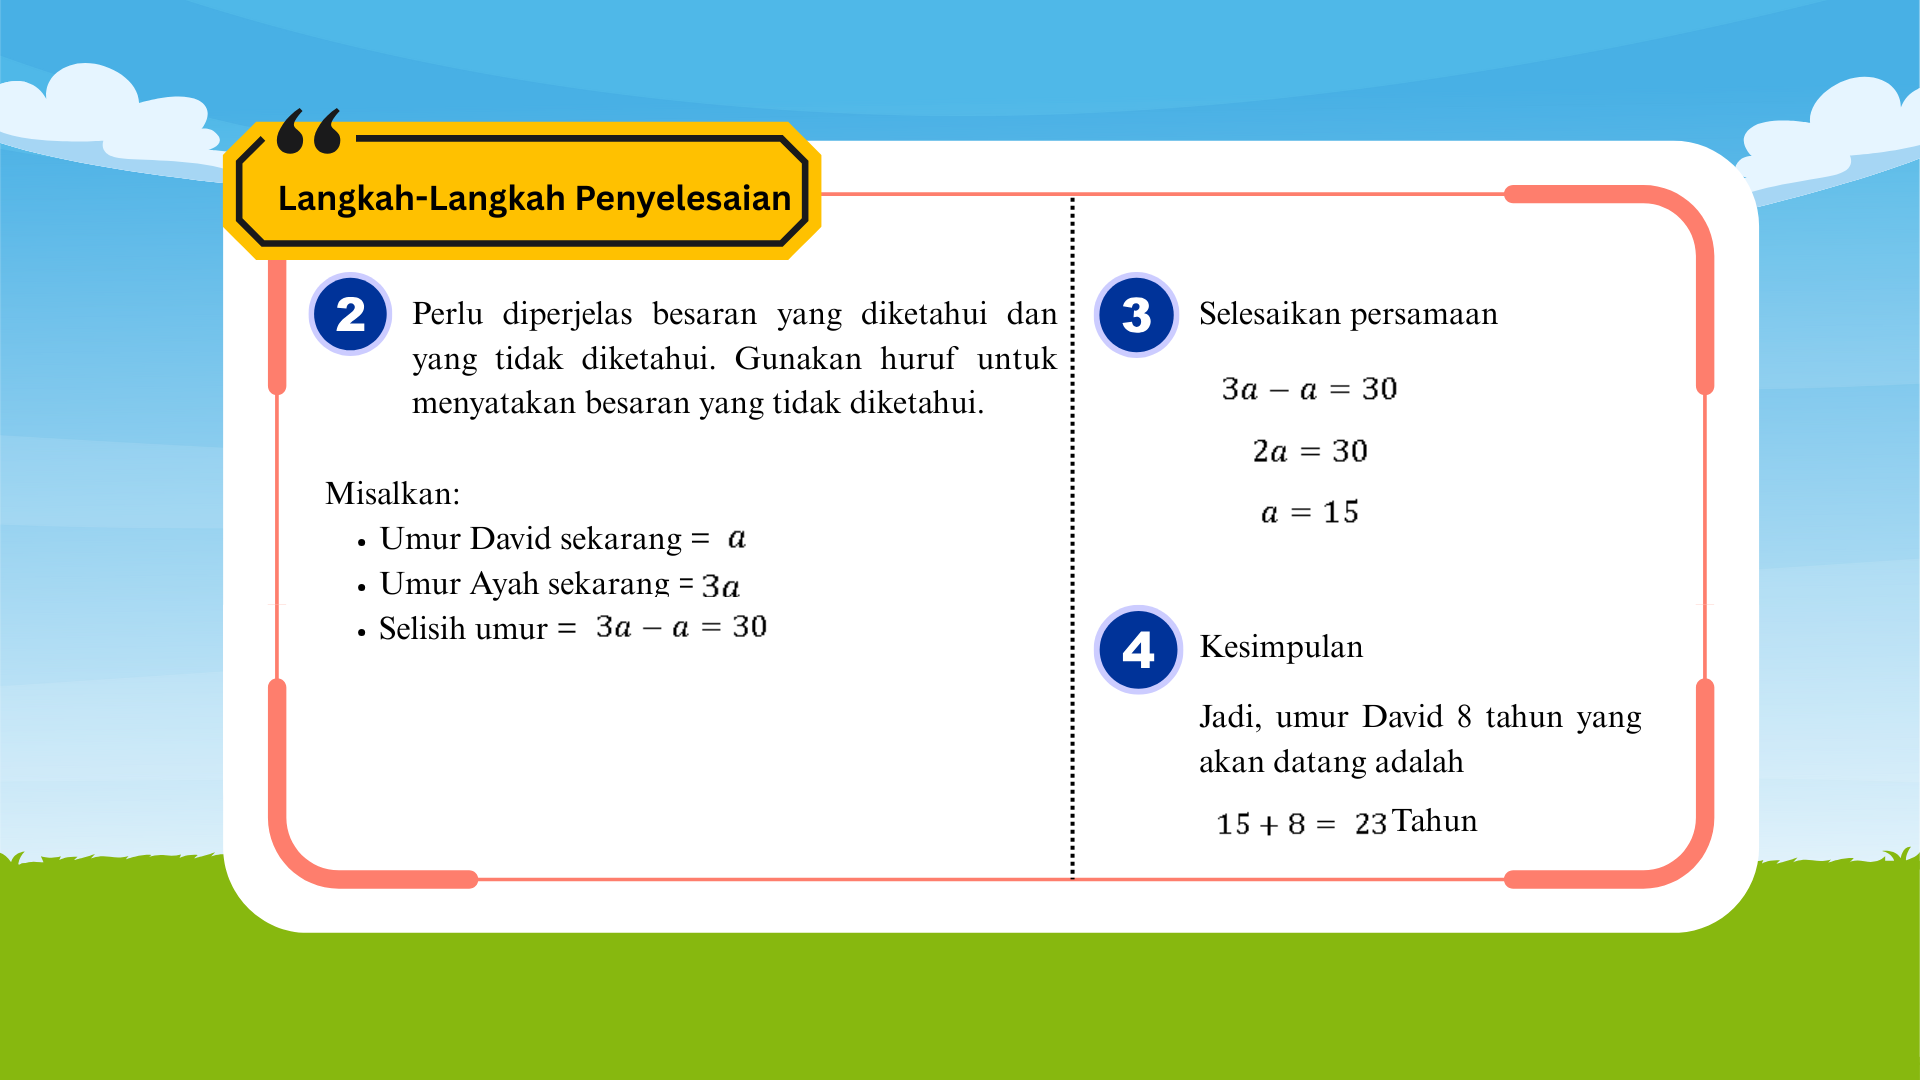 “
Langkah-Langkah Penyelesaian
2
Perlu diperjelas besaran yang diketahui dan
yang tidak diketahui. Gunakan huruf untuk
menyatakan besaran yang tidak diketahui.
Misalkan:
• Umur David sekarang = a
• Umur Ayah sekarang = 3a
• Selisih umur = 3a − a = 30
3
Selesaikan persamaan
3a − a = 30
2a = 30
a = 15
4
Kesimpulan
Jadi, umur David 8 tahun yang
akan datang adalah
15 + 8 = 23 Tahun